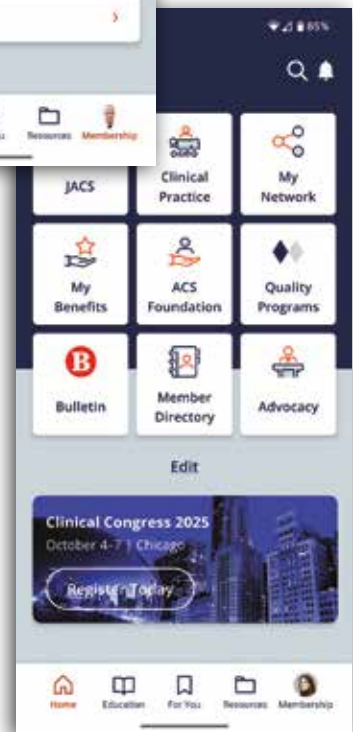 Resources Membership
85%
JACS
Clinical
Practice
My
Network
My
Benefits
ACS
Foundation
Quality
Programs
B
Bulletin
Member
Directory
Advocacy
Edit
Clinical Congress 2025
October 4–7 | Chicago
Register Today
Home Education For You Resources Membership